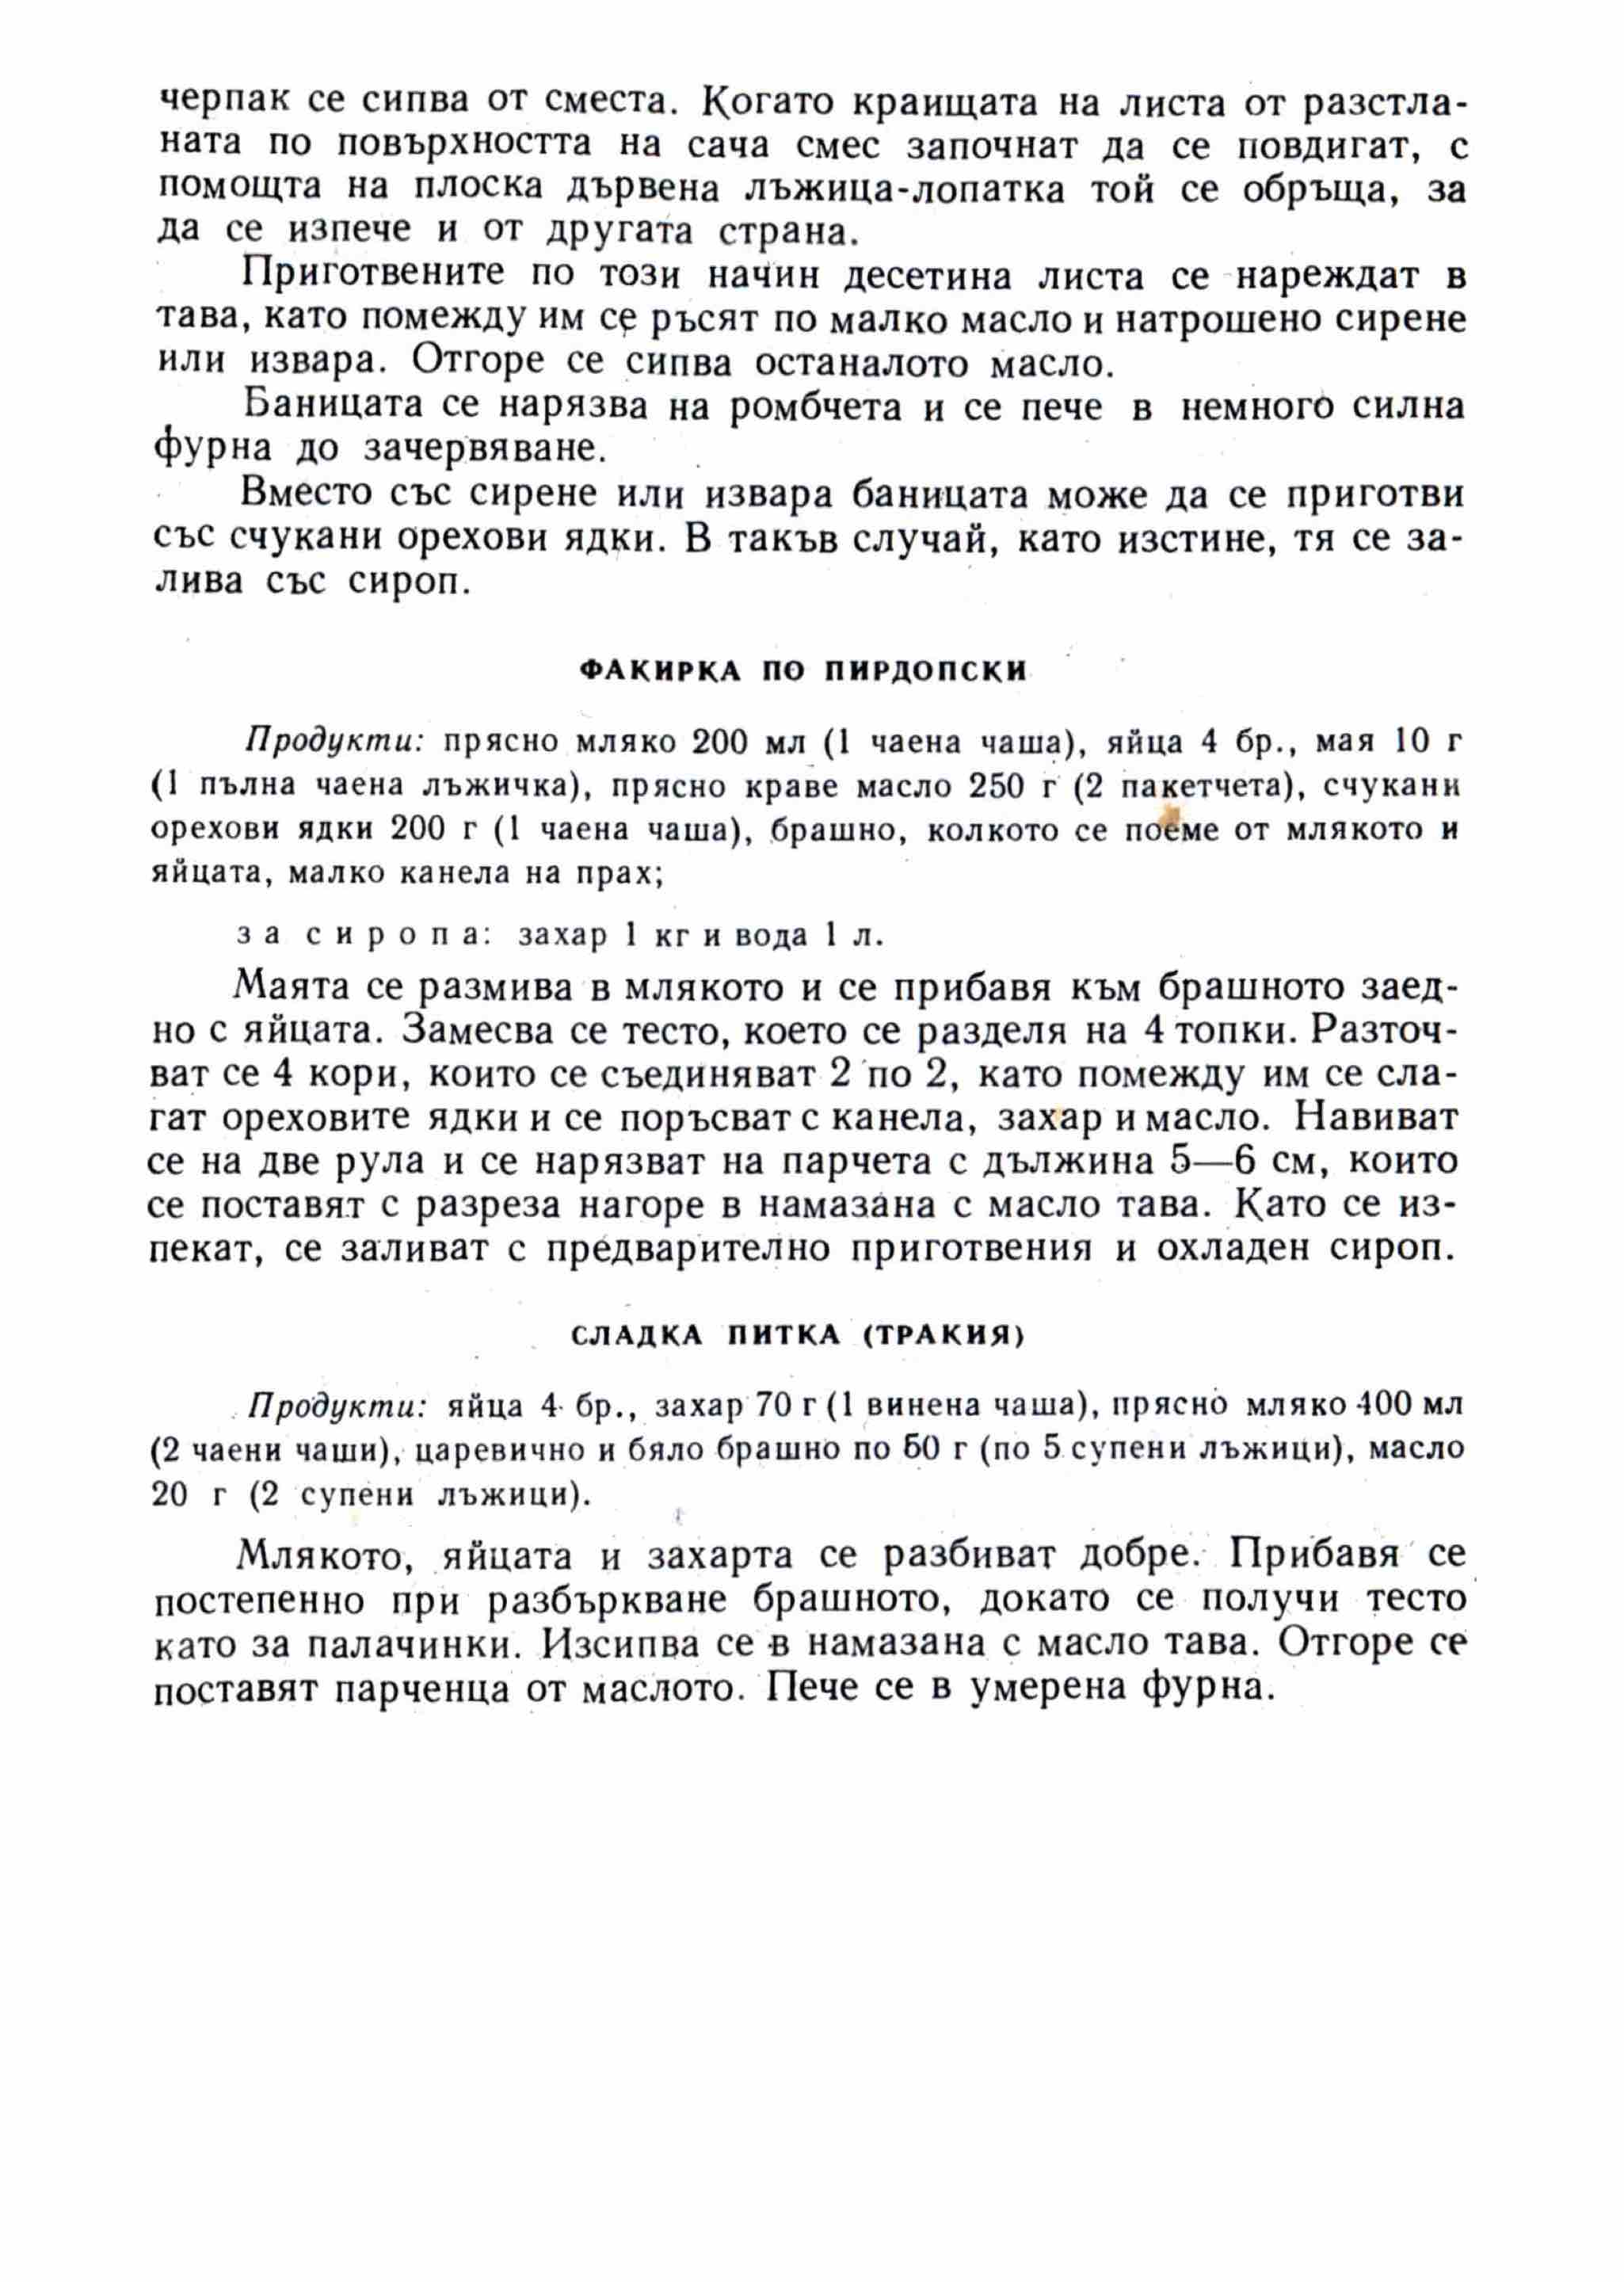 черпак се сипва от сместа. Когато краищата на листа от разстла-
ната по повърхността на сача смес започнат да се повдигат, с
помощта на плоска дървена лъжица-лопатка той се обръща, за
да се изпече и от другата страна.
Приготвените по този начин десетина листа се нареждат в
тава, като помежду им се ръсят по малко масло и натрошено сирене
или извара. Отгоре се сипва останалото масло.
Баницата се нарязва на ромбчета и се пече в немного силна
фурна до зачервяване.
Вместо със сирене или извара баницата може да се приготви
със счукани орехови ядки. В такъв случай, като изстине, тя се за-
лива със сироп.
ФАКИРКА ПО ПИРДОПСКИ
Продукти: прясно мляко 200 мл (1 чаена чаша), яйца 4 бр., мая 10 г
(1 пълна чаена лъжичка), прясно краве масло 250 г (2 пакетчета), счукани
орехови ядки 200 г (1 чаена чаша), брашно, колкото се поеме от млякото и
яйцата, малко канела на прах;
за сиропа: захар 1 кг и вода 1 л.
Маята се размива в млякото и се прибавя към брашното заед-
но с яйцата. Замесва се тесто, което се разделя на 4 топки. Разточ-
ват се 4 кори, които се съединяват 2 по 2, като помежду им се сла-
гат ореховите ядки и се поръсват с канела, захар и масло. Навиват
се на две рула и се нарязват на парчета с дължина 5—6 см, които
се поставят с разреза нагоре в намазана с масло тава. Като се из-
пекат, се заливат с предварително приготвения и охладен сироп.
СЛАДКА ПИТКА (ТРАКИЯ)
Продукти: яйца 4 бр., захар 70 г (1 винена чаша), прясно мляко 400 мл
(2 чаени чаши), царевично и бяло брашно по 50 г (по 5 супени лъжици), масло
20 г (2 супени лъжици).
Млякото, яйцата и захарта се разбиват добре. Прибавя се
постепенно при разбъркване брашното, докато се получи тесто
като за палачинки. Изсипва се в намазана с масло тава. Отгоре се
поставят парченца от маслото. Пече се в умерена фурна.